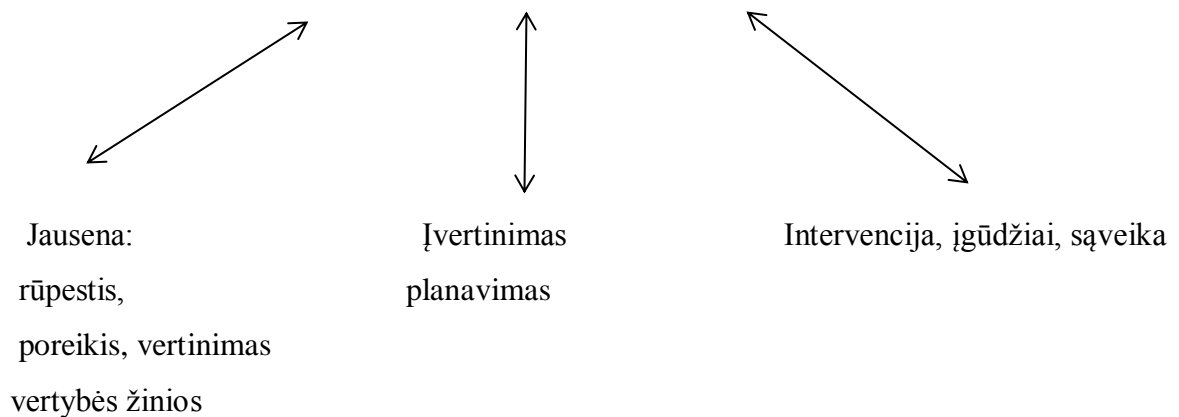 Jausena: Įvertinimas Intervencija, įgūdžiai, sąveika
rūpestis, planavimas
poreikis, vertinimas
vertybės žinios